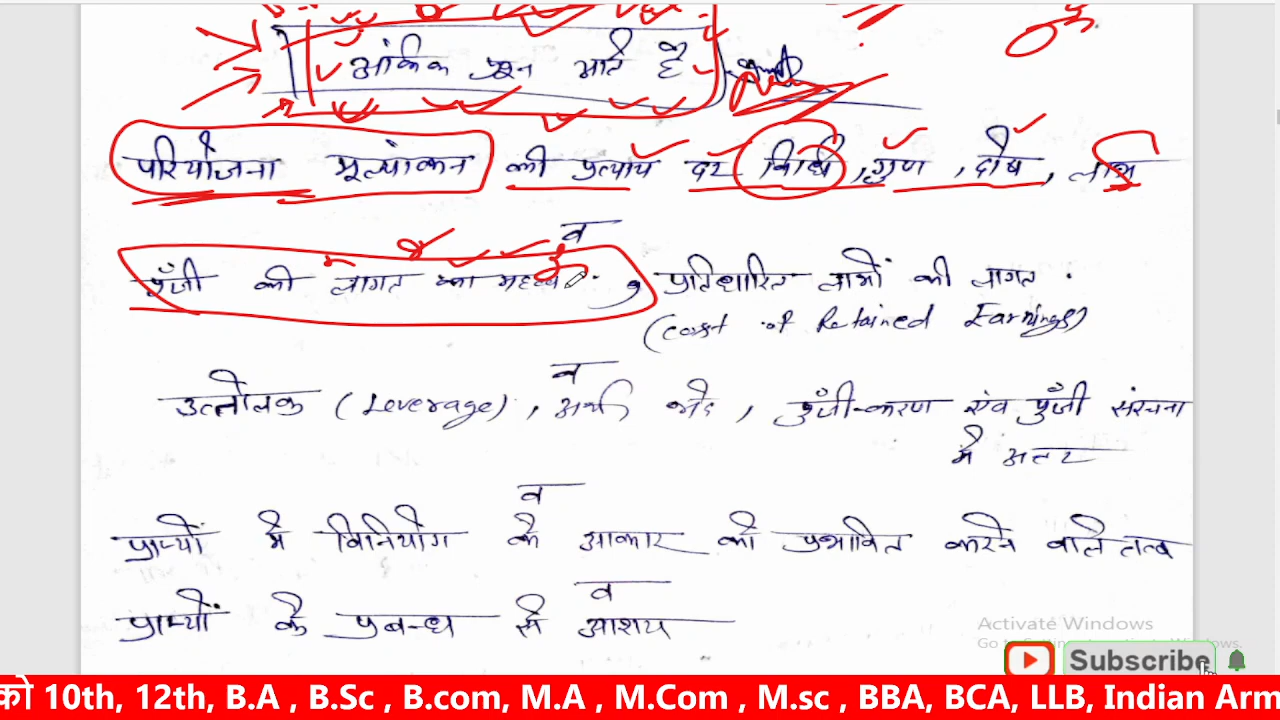 आंकिक प्रश्न आते है
परियोजना मूल्यांकन की प्रत्याय दर विधि, गुण, दोष, लाभ
व
पूँजी की लागत का महत्व, प्रतिधारित लाभों की लागत.
(cost of Retained Earnings)
व
उत्तोलक (Leverage), अर्थ भेद, पूँजीकरण एंव पूँजी संरचना
मे अन्तर
व
प्राप्यों मे विनियोग के आकार को प्रभावित करने वाले तत्व
व
प्राप्यों के प्रबन्ध से आशय
Activate Windows
Subscribe
को 10th, 12th, B.A , B.Sc , B.com, M.A , M.Com , M.sc , BBA, BCA, LLB, Indian Arm